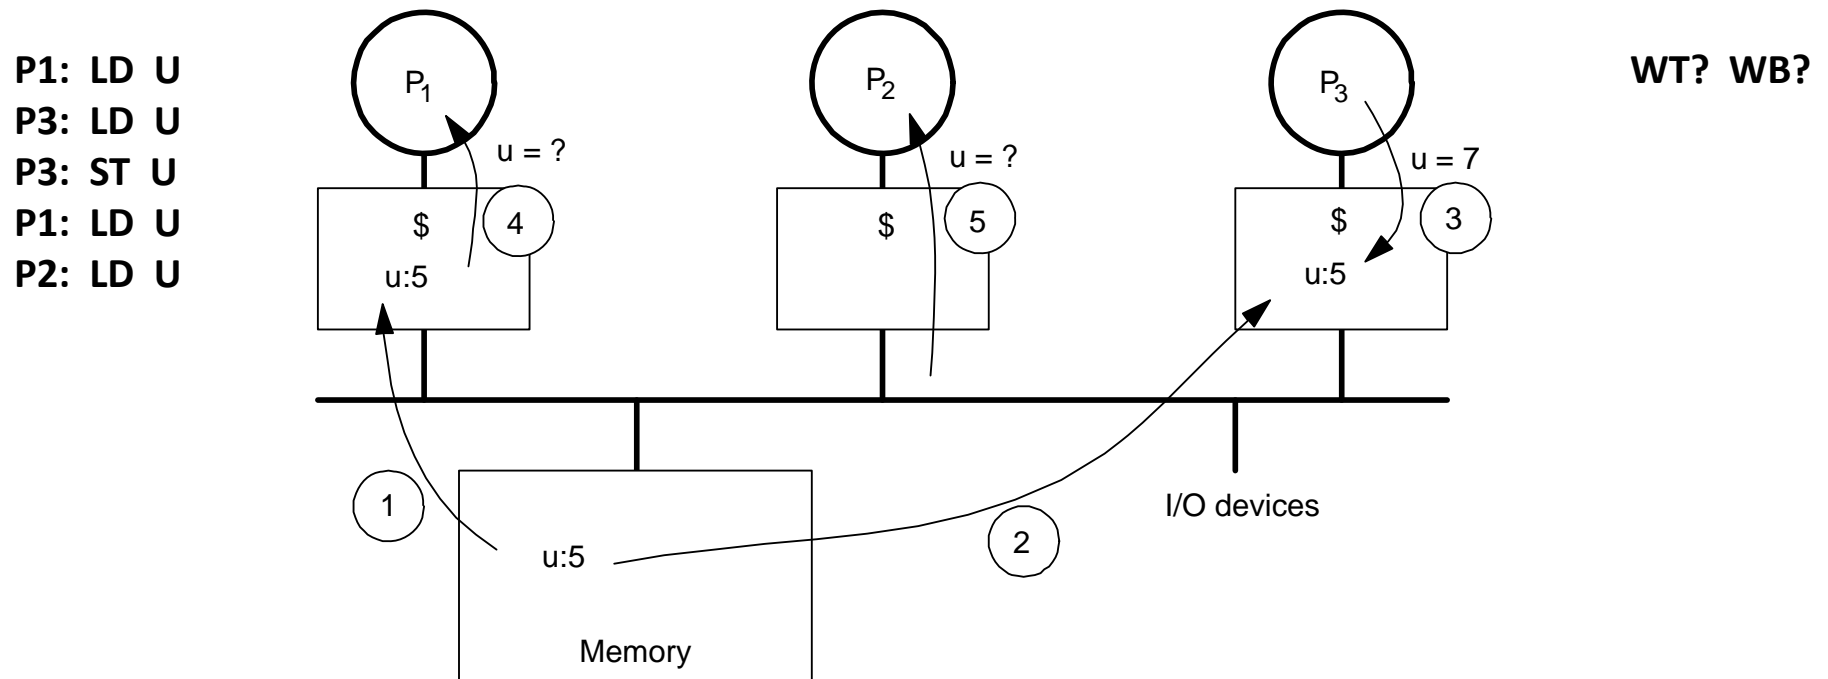 P1: LD U
P3: LD U
P3: ST U
P1: LD U
P2: LD U
WT? WB?
P1
P2
P3
u = ?
u = ?
u = 7
$
4
$
5
$
3
u:5
u:5
1
I/O devices
2
u:5
Memory